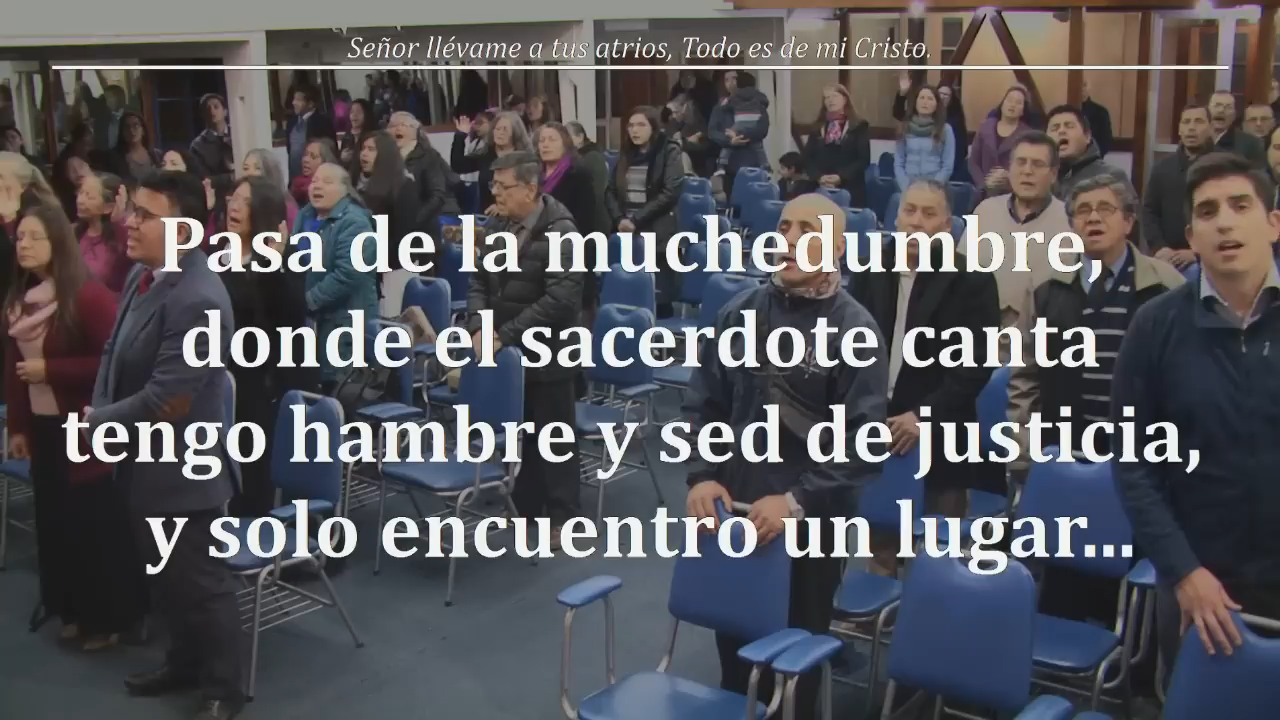 Señor llévame a tus atrios, Todo es de mi Cristo.
Pasa de la muchedumbre,
donde el sacerdote canta
tengo hambre y sed de justicia,
y solo encuentro un lugar...